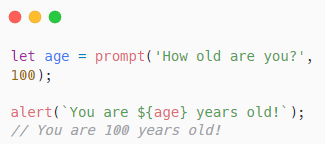 let age = prompt('How old are you?',
100);
alert(`You are ${age} years old!`);
// You are 100 years old!